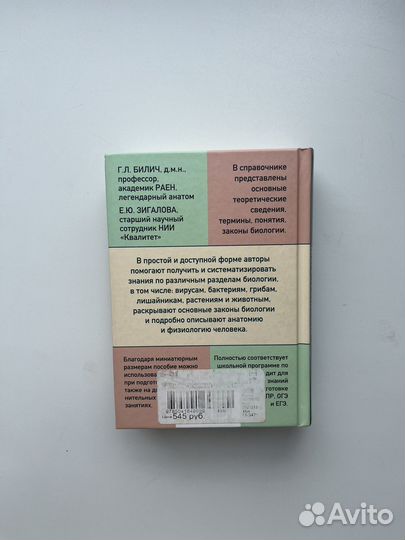 Г.Л. БИЛИЧ, д.м.н.,
профессор,
академик РАЕН,
легендарный анатом
Е.Ю. ЗИГАЛОВА,
старший научный
сотрудник НИИ
«Квалитет»
В справочнике
представлены
основные
теоретические
сведения,
термины, понятия,
законы биологии.
В простой и доступной форме авторы
помогают получить и систематизировать
знания по различным разделам биологии,
в том числе: вирусам, бактериям, грибам,
лишайникам, растениям и животным,
раскрывают основные законы биологии
и подробно описывают анатомию
и физиологию человека.
Благодаря миниатюрным
размерам пособие можно
использова
при подгото
также на д
нительных
занятиях.
Полностью соответствует
школьной программе по
дит для
знаний
готовке
ПР, ОГЭ
и ЕГЭ.
545 руб.
Avito